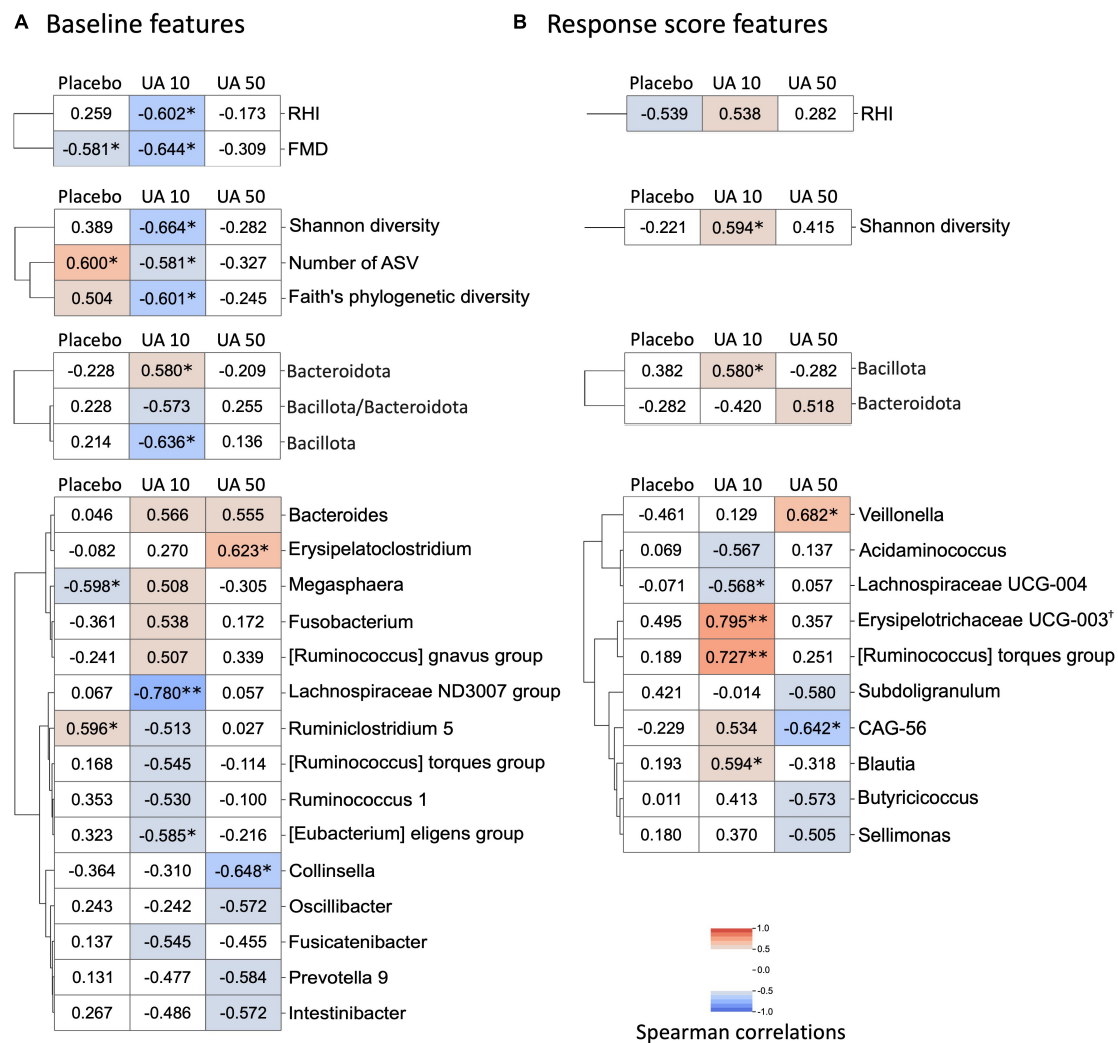 A Baseline features
Placebo UA 10 UA 50
0.259 -0.602* -0.173 RHI
-0.581* -0.644* -0.309 FMD
Placebo UA 10 UA 50
0.389 -0.664* -0.282 Shannon diversity
0.600* -0.581* -0.327 Number of ASV
0.504 -0.601* -0.245 Faith's phylogenetic diversity
Placebo UA 10 UA 50
-0.228 0.580* -0.209 Bacteroidota
0.228 -0.573 0.255 Bacillota/Bacteroidota
0.214 -0.636* 0.136 Bacillota
Placebo UA 10 UA 50
0.046 0.566 0.555 Bacteroides
-0.082 0.270 0.623* Erysipelatoclostridium
-0.598* 0.508 -0.305 Megasphaera
-0.361 0.538 0.172 Fusobacterium
-0.241 0.507 0.339 [Ruminococcus] gnavus group
0.067 -0.780** 0.057 Lachnospiraceae ND3007 group
0.596* -0.513 0.027 Ruminiclostridium 5
0.168 -0.545 -0.114 [Ruminococcus] torques group
0.353 -0.530 -0.100 Ruminococcus 1
0.323 -0.585* -0.216 [Eubacterium] eligens group
-0.364 -0.310 -0.648* Collinsella
0.243 -0.242 -0.572 Oscillibacter
0.137 -0.545 -0.455 Fusicatenibacter
0.131 -0.477 -0.584 Prevotella 9
0.267 -0.486 -0.572 Intestinibacter
B Response score features
Placebo UA 10 UA 50
-0.539 0.538 0.282 RHI
Placebo UA 10 UA 50
-0.221 0.594* 0.415 Shannon diversity
Placebo UA 10 UA 50
0.382 0.580* -0.282 Bacillota
-0.282 -0.420 0.518 Bacteroidota
Placebo UA 10 UA 50
-0.461 0.129 0.682* Veillonella
0.069 -0.567 0.137 Acidaminococcus
-0.071 -0.568* 0.057 Lachnospiraceae UCG-004
0.495 0.795** 0.357 Erysipelotrichaceae UCG-003†
0.189 0.727** 0.251 [Ruminococcus] torques group
0.421 -0.014 -0.580 Subdoligranulum
-0.229 0.534 -0.642* CAG-56
0.193 0.594* -0.318 Blautia
0.011 0.413 -0.573 Butyricicoccus
0.180 0.370 -0.505 Sellimonas
1.0
0.5
0.0
-0.5
-1.0
Spearman correlations